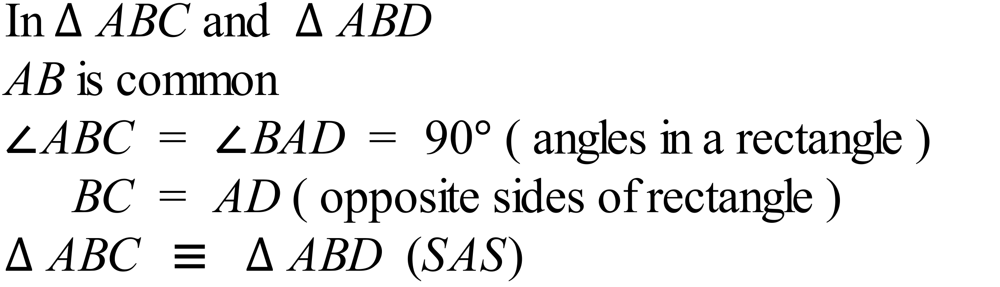 In Δ ABC and Δ ABD
AB is common
∠ABC = ∠BAD = 90° ( angles in a rectangle )
BC = AD ( opposite sides of rectangle )
Δ ABC ≡ Δ ABD (SAS)